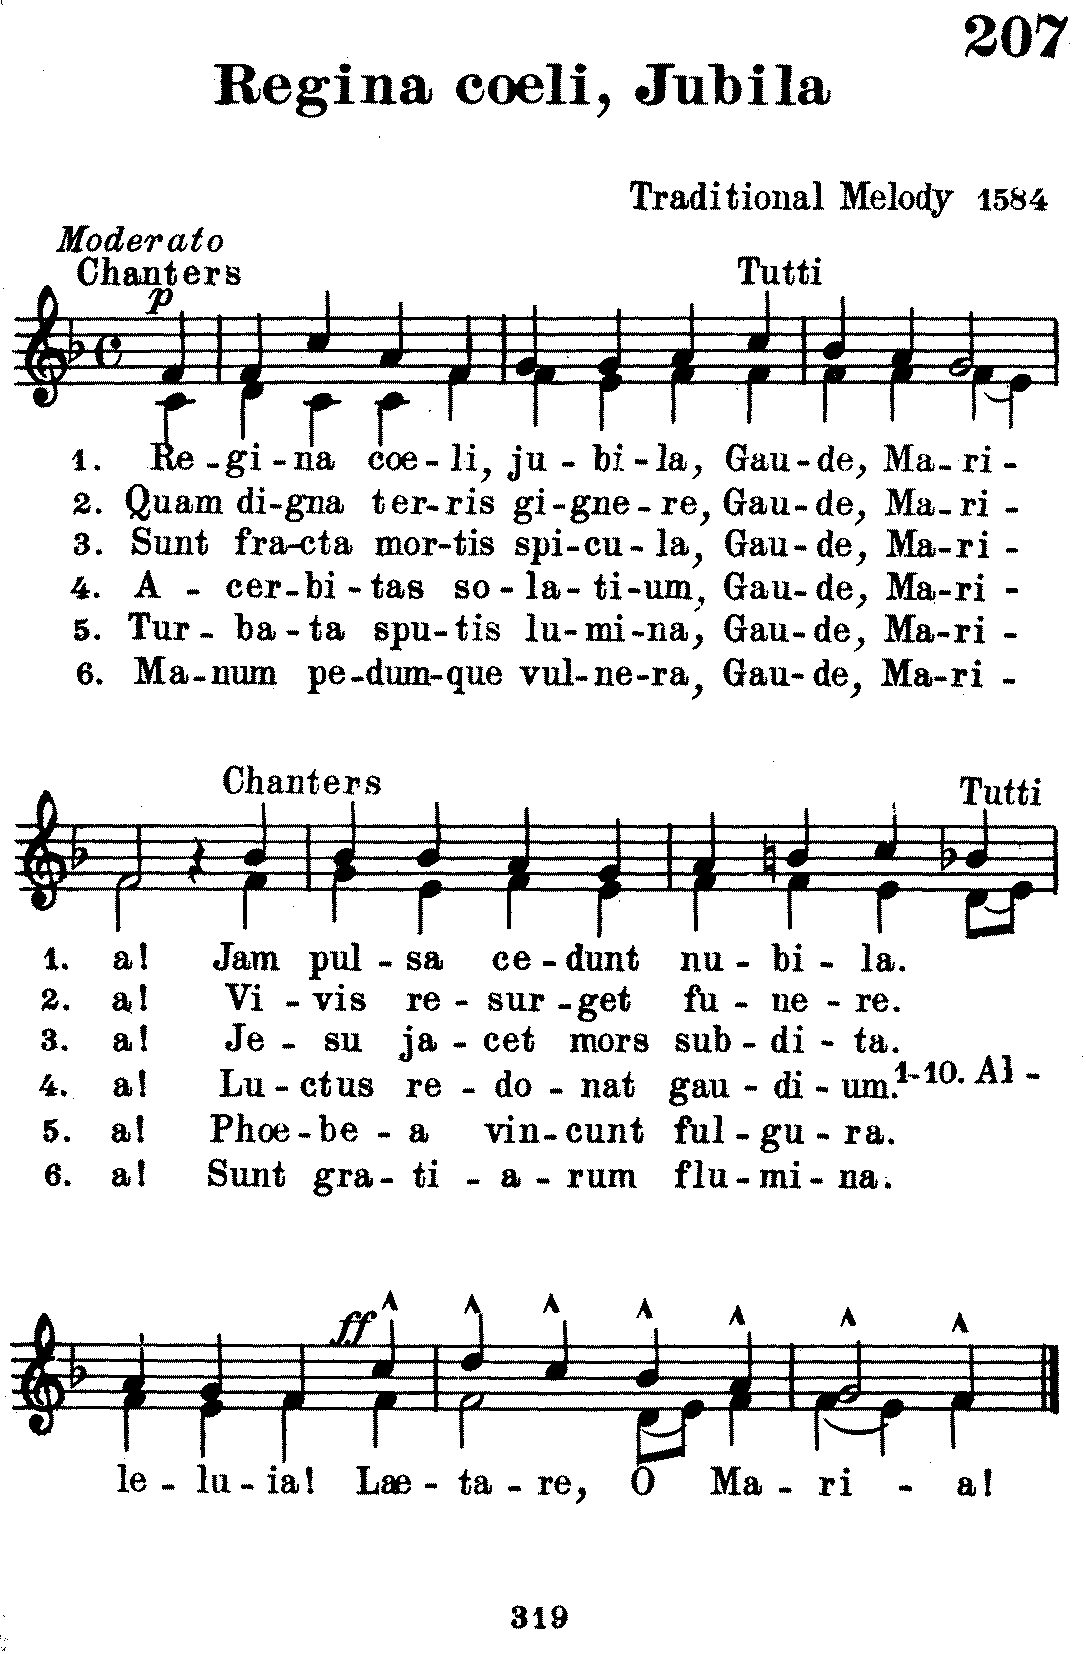 207
Regina cœli, Jubila
Traditional Melody 1584
Moderato
Chanters Tutti
p
1. Re-gi-na cœ-li, ju-bi-la, Gau-de, Ma-ri-
2. Quam di-gna ter-ris gi-gne-re, Gau-de, Ma-ri-
3. Sunt fra-cta mor-tis spi-cu-la, Gau-de, Ma-ri-
4. A-cer-bi-tas so-la-ti-um, Gau-de, Ma-ri-
5. Tur-ba-ta spu-tis lu-mi-na, Gau-de, Ma-ri-
6. Ma-num pe-dum-que vul-ne-ra, Gau-de, Ma-ri-
Chanters Tutti
1. a! Jam pul-sa ce-dunt nu-bi-la.
2. a! Vi-vis re-sur-get fu-ne-re.
3. a! Je-su ja-cet mors sub-di-ta.
4. a! Lu-ctus re-do-nat gau-di-um. 1-10. Al-
5. a! Phœ-be-a vin-cunt ful-gu-ra.
6. a! Sunt gra-ti-a-rum flu-mi-na.
ff
le-lu-ia! Læ-ta-re, O Ma-ri-a!
319